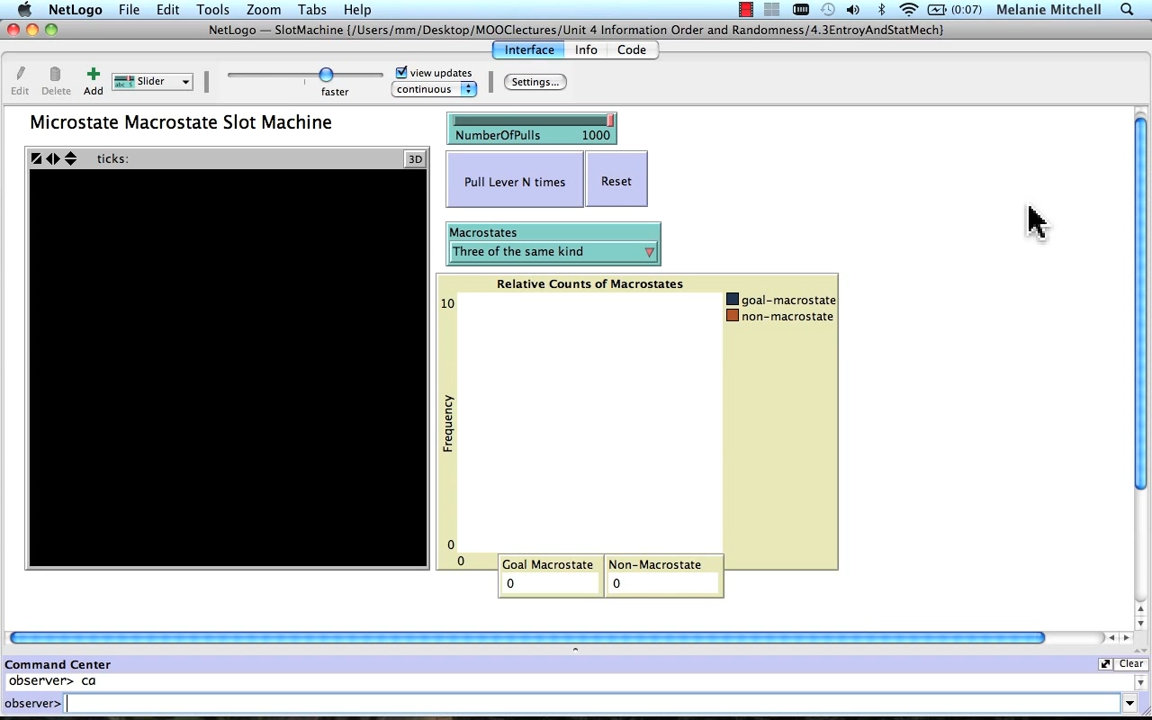 NetLogo File Edit Tools Zoom Tabs Help (0:07) Melanie Mitchell
NetLogo — SlotMachine {/Users/mm/Desktop/MOOClectures/Unit 4 Information Order and Randomness/4.3EntroyAndStatMech}
Interface Info Code
Edit Delete Add Slider faster view updates continuous Settings...
Microstate Macrostate Slot Machine
ticks: 3D
NumberOfPulls 1000
Pull Lever N times Reset
Macrostates
Three of the same kind
Relative Counts of Macrostates
10
Frequency
0
0
goal-macrostate
non-macrostate
Goal Macrostate Non-Macrostate
0 0
Command Center Clear
observer> ca
observer>